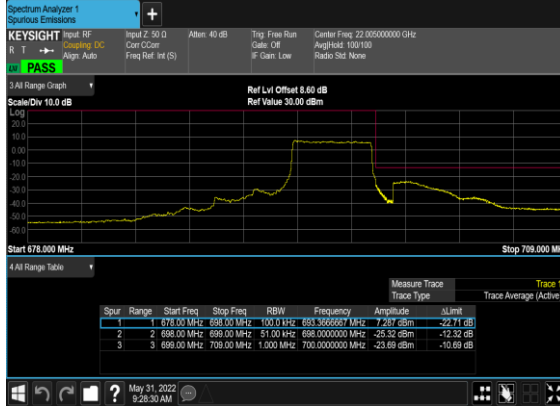 Spectrum Analyzer 1
Spurious Emissions
+
KEYSIGHT Input: RF Input Z: 50 Ω Atten: 40 dB Trig: Free Run Center Freq: 22.005000000 GHz
R T Coupling: DC Corr CCorr Gate: Off Avg|Hold: 100/100
Align: Auto Freq Ref: Int (S) IF Gain: Low Radio Std: None
PASS
3 All Range Graph
Ref Lvl Offset 8.60 dB
Scale/Div 10.0 dB Ref Value 30.00 dBm
Log
20.0
10.0
0.00
-10.0
-20.0
-30.0
-40.0
-50.0
-60.0
Start 678.000 MHz Stop 709.000 M
4 All Range Table
Measure Trace Trace 1
Trace Type Trace Average (Active
Spur Range Start Freq Stop Freq RBW Frequency Amplitude ΔLimit
1 1 678.00 MHz 698.00 MHz 100.0 kHz 693.3666667 MHz 7.287 dBm -22.71 dB
2 2 698.00 MHz 699.00 MHz 51.00 kHz 698.0000000 MHz -25.32 dBm -12.32 dB
3 3 699.00 MHz 709.00 MHz 1.000 MHz 700.0000000 MHz -23.69 dBm -10.69 dB
? May 31, 2022
9:28:30 AM